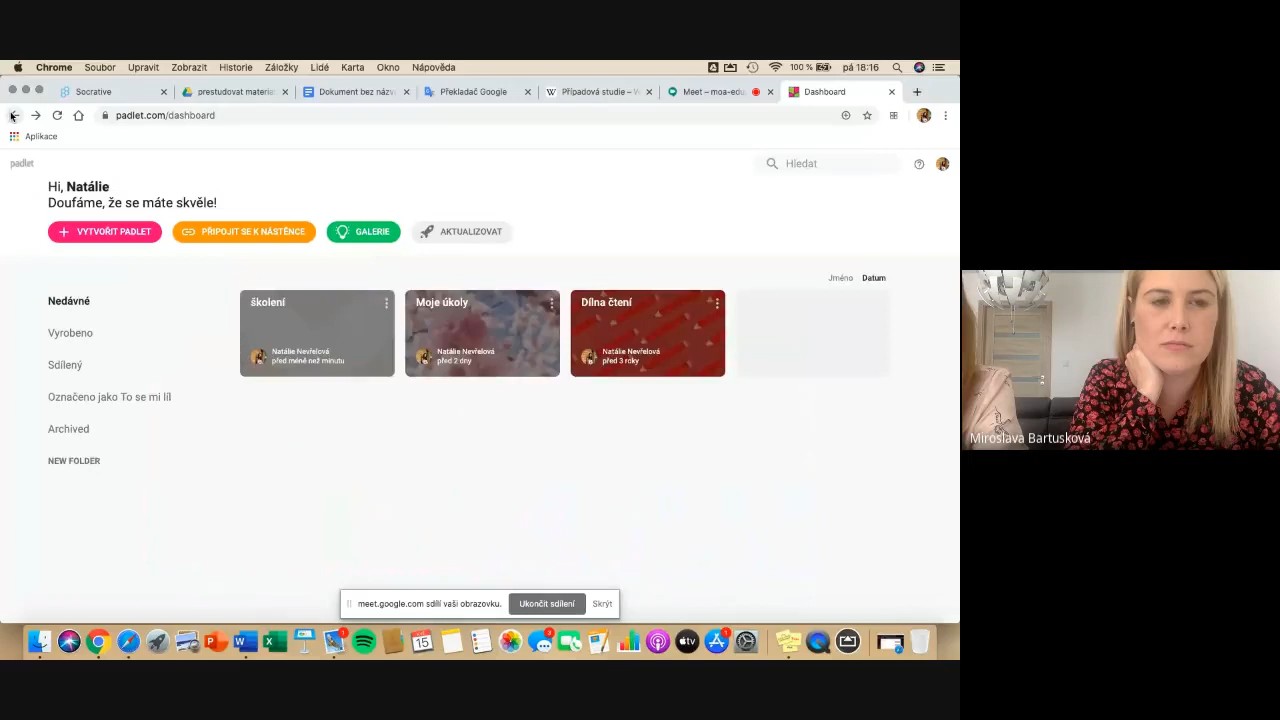 Chrome Soubor Upravit Zobrazit Historie Záložky Lidé Karta Okno Nápověda 100 % pá 18:16
Socrative prestudovat materia Dokument bez názv Překladač Google Případová studie – W Meet – moa-edu Dashboard
padlet.com/dashboard
Aplikace
padlet Hledat
Hi, Natálie
Doufáme, že se máte skvěle!
VYTVOŘIT PADLET PŘIPOJIT SE K NÁSTĚNCE GALERIE AKTUALIZOVAT
Jméno Datum
Nedávné
Vyrobeno
Sdílený
Označeno jako To se mi líl
Archived
NEW FOLDER
školení
Natálie Nevřelová
před méně než minutu
Moje úkoly
Natálie Nevřelová
před 2 dny
Dílna čtení
Natálie Nevřelová
před 3 roky
meet.google.com sdílí vaši obrazovku. Ukončit sdílení Skrýt
15
tv
Miroslava Bartusková